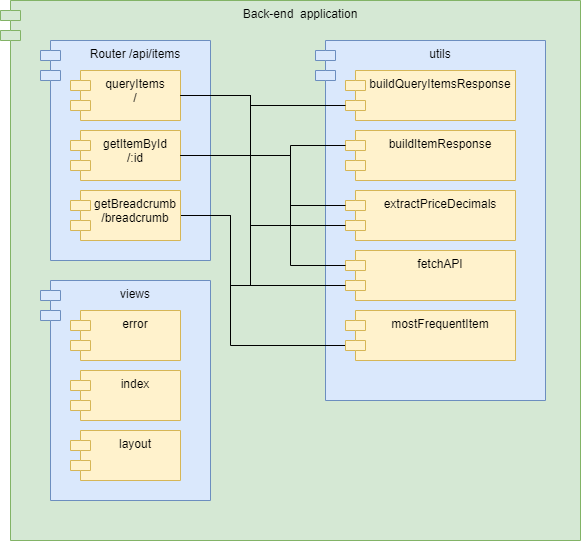 Back-end application
Router /api/items
queryItems
/
getItemById
/:id
getBreadcrumb
/breadcrumb
views
error
index
layout
utils
buildQueryItemsResponse
buildItemResponse
extractPriceDecimals
fetchAPI
mostFrequentItem